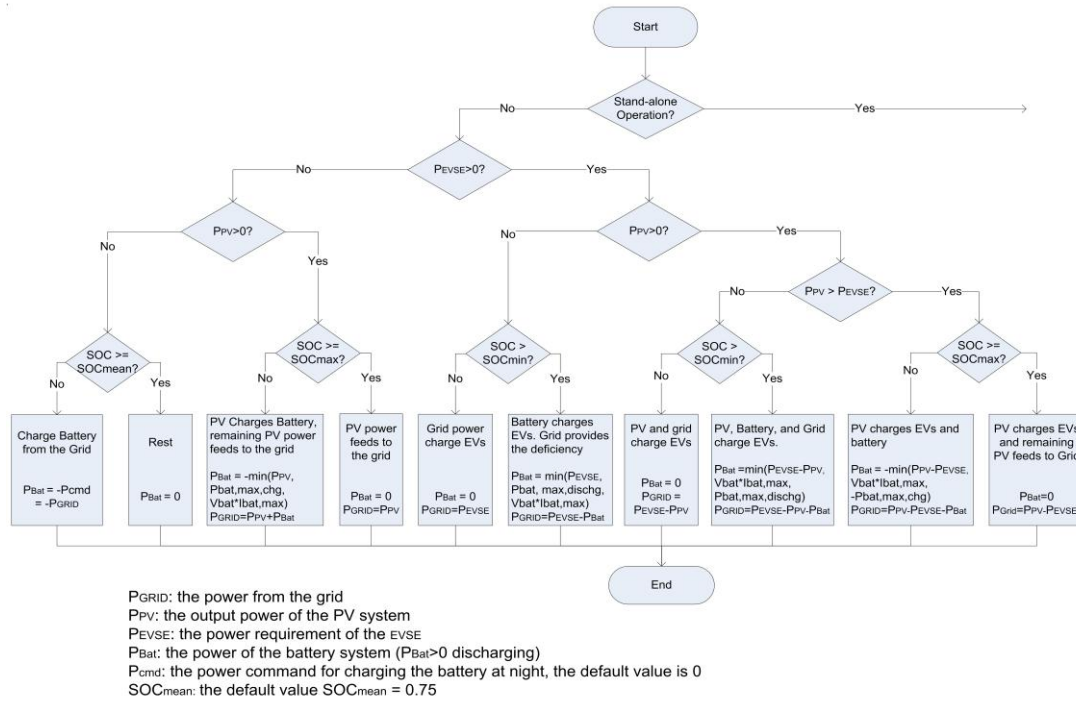 Start
Stand-alone
Operation?
No
Yes
PEVSE>0?
No
Yes
PPV>0?
No
Yes
PPV>0?
No
Yes
PPV > PEVSE?
No
Yes
SOC >=
SOCmean?
No
Yes
SOC >=
SOCmax?
No
Yes
SOC >
SOCmin?
No
Yes
SOC >
SOCmin?
No
Yes
SOC >=
SOCmax?
No
Yes
Charge Battery
from the Grid
PBat = -Pcmd
= -PGRID
Rest
PBat = 0
PV Charges Battery,
remaining PV power
feeds to the grid
PBat = -min(PPV,
Pbat,max,chg,
Vbat*Ibat,max)
PGRID=PPV+PBat
PV power
feeds to
the grid
PBat = 0
PGRID=PPV
Grid power
charge EVs
PBat = 0
PGRID=PEVSE
Battery charges
EVs. Grid provides
the deficiency
PBat = min(PEVSE,
Pbat, max,dischg,
Vbat*Ibat,max)
PGRID=PEVSE-PBat
PV and grid
charge EVs
PBat = 0
PGRID =
PEVSE-PPV
PV, Battery, and Grid
charge EVs.
PBat =min(PEVSE-PPV,
Vbat*Ibat,max,
Pbat,max,dischg)
PGRID=PEVSE-PPV-PBat
PV charges EVs and
battery
PBat = -min(PPV-PEVSE,
Vbat*Ibat,max,
-Pbat,max,chg)
PGRID=PPV-PEVSE-PBat
PV charges EVs
and remaining
PV feeds to Grid
PBat=0
PGrid=PPV-PEVSE
End
PGRID: the power from the grid
PPV: the output power of the PV system
PEVSE: the power requirement of the EVSE
PBat: the power of the battery system (PBat>0 discharging)
Pcmd: the power command for charging the battery at night, the default value is 0
SOCmean: the default value SOCmean = 0.75